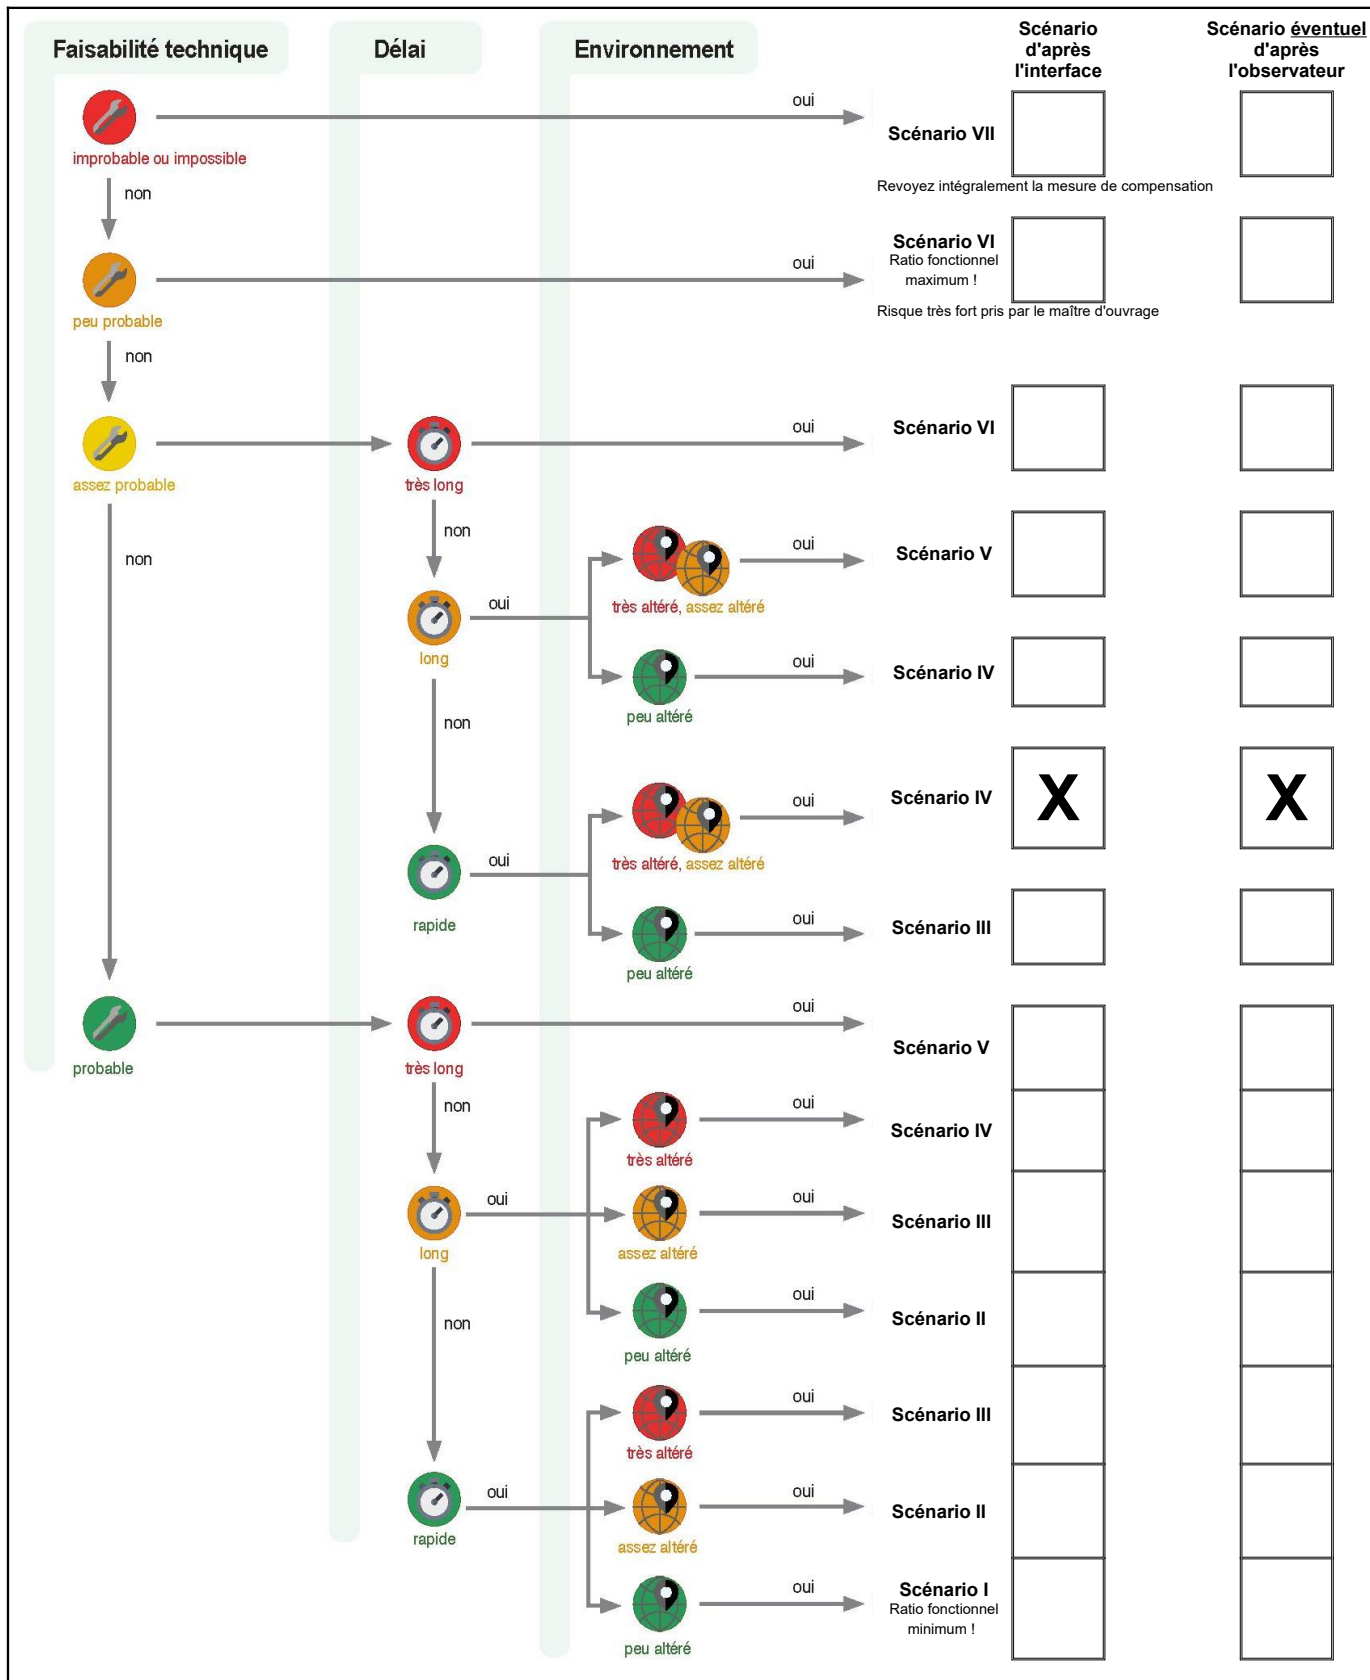 Faisabilité technique
Délai
Environnement
Scénario
d'après
l'interface
Scénario éventuel
d'après
l'observateur
oui
Scénario VII
improbable ou impossible
Revoyez intégralement la mesure de compensation
non
Scénario VI
Ratio fonctionnel
maximum !
oui
peu probable
Risque très fort pris par le maître d'ouvrage
non
oui
Scénario VI
assez probable
très long
non
non
oui
Scénario V
oui
très altéré, assez altéré
long
oui
Scénario IV
peu altéré
non
oui
Scénario IV
X
X
oui
très altéré, assez altéré
rapide
oui
Scénario III
peu altéré
oui
Scénario V
probable
très long
non
oui
Scénario IV
très altéré
oui
oui
Scénario III
long
assez altéré
oui
Scénario II
non
peu altéré
oui
Scénario III
très altéré
oui
oui
Scénario II
rapide
assez altéré
oui
Scénario I
Ratio fonctionnel
minimum !
peu altéré